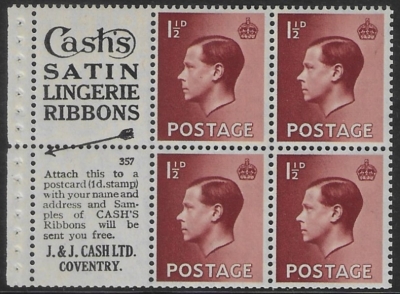 Cash's
SATIN
LINGERIE
RIBBONS
357
Attach this to a
postcard (1d. stamp)
with your name and
address and Sam-
ples of CASH'S
Ribbons will be
sent you free.
J. & J. CASH LTD.
COVENTRY.
1½D
POSTAGE
1½D
POSTAGE
1½D
POSTAGE
1½D
POSTAGE